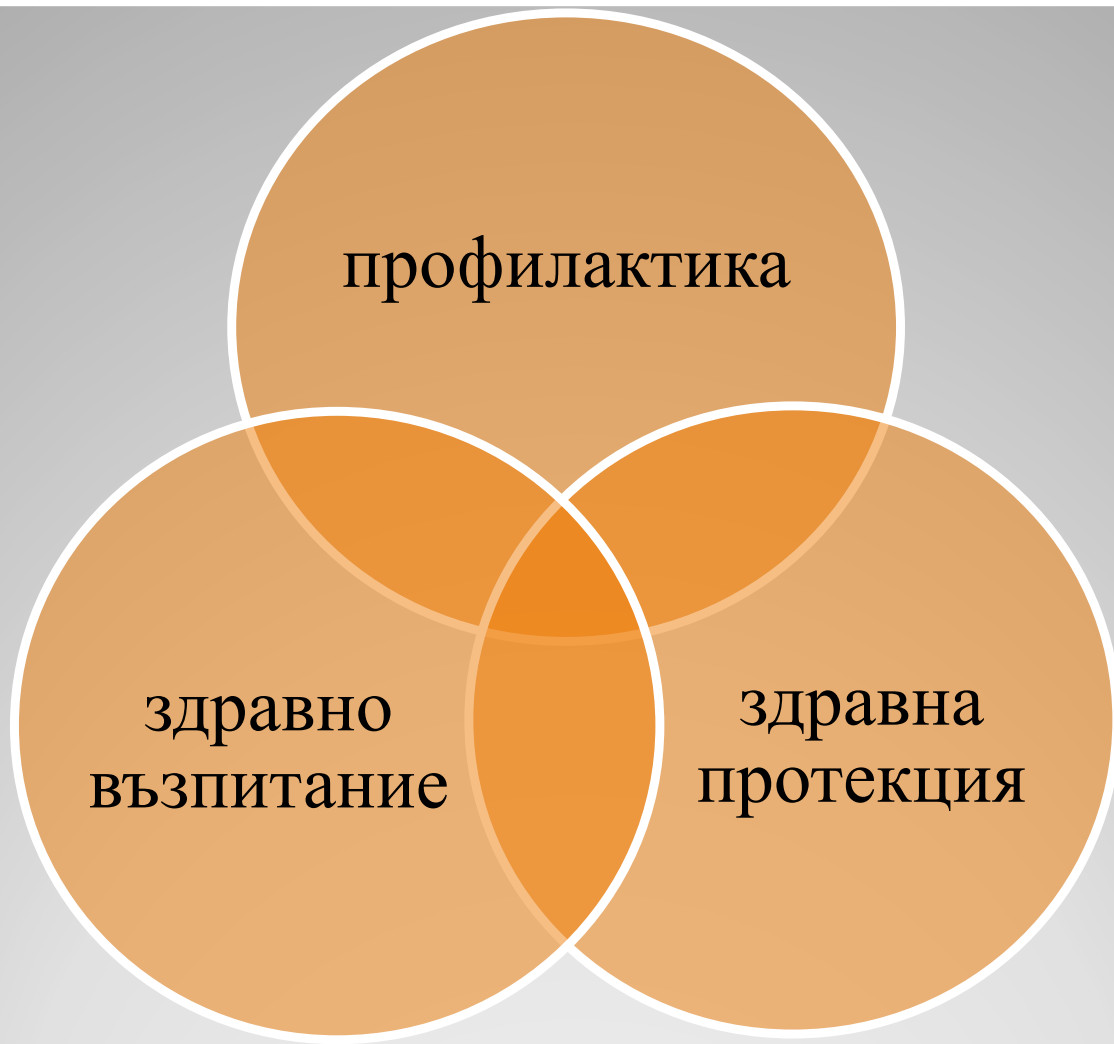 профилактика
здравно
възпитание
здравна
протекция